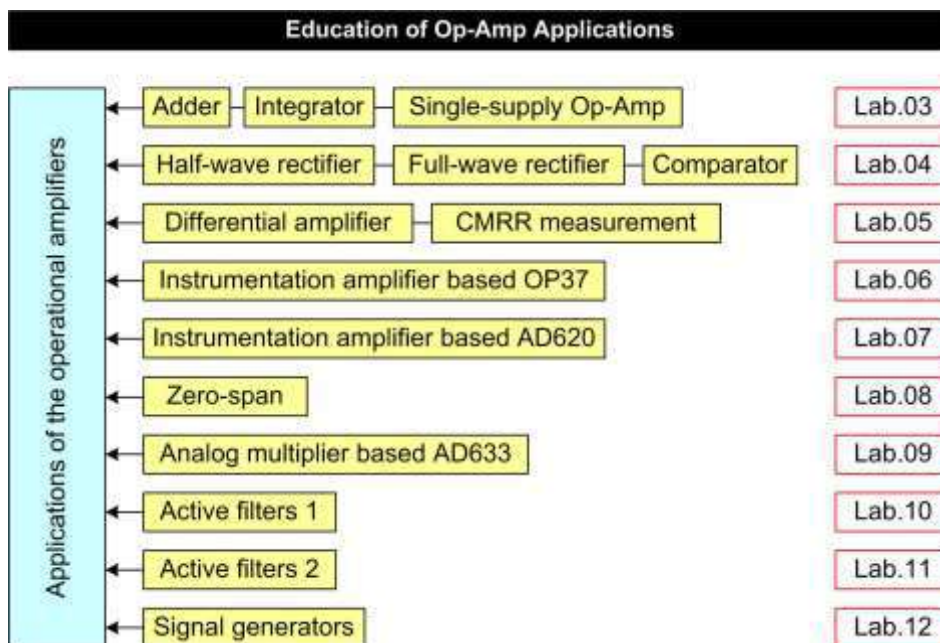 Education of Op-Amp Applications
Applications of the operational amplifiers
Adder Integrator Single-supply Op-Amp Lab.03
Half-wave rectifier Full-wave rectifier Comparator Lab.04
Differential amplifier CMRR measurement Lab.05
Instrumentation amplifier based OP37 Lab.06
Instrumentation amplifier based AD620 Lab.07
Zero-span Lab.08
Analog multiplier based AD633 Lab.09
Active filters 1 Lab.10
Active filters 2 Lab.11
Signal generators Lab.12